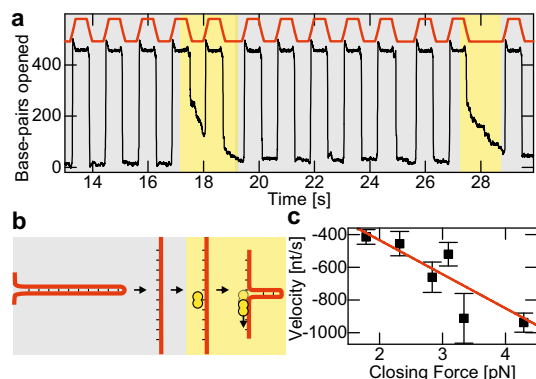 a
Base-pairs opened
400
200
0
14 16 18 20 22 24 26 28
Time [s]
b
c
Velocity [nt/s]
-400
-600
-800
-1000
2 3 4
Closing Force [pN]